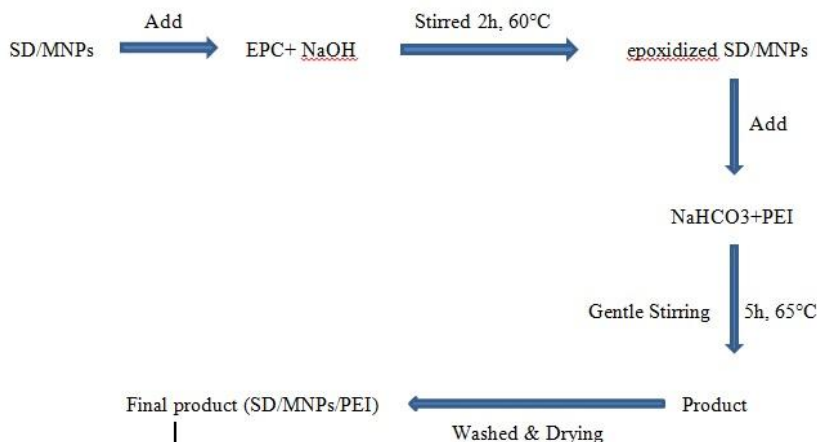 Add
Stirred 2h, 60°C
SD/MNPs
EPC+ NaOH
epoxidized SD/MNPs
Add
NaHCO3+PEI
Gentle Stirring
5h, 65°C
Final product (SD/MNPs/PEI)
Product
Washed & Drying